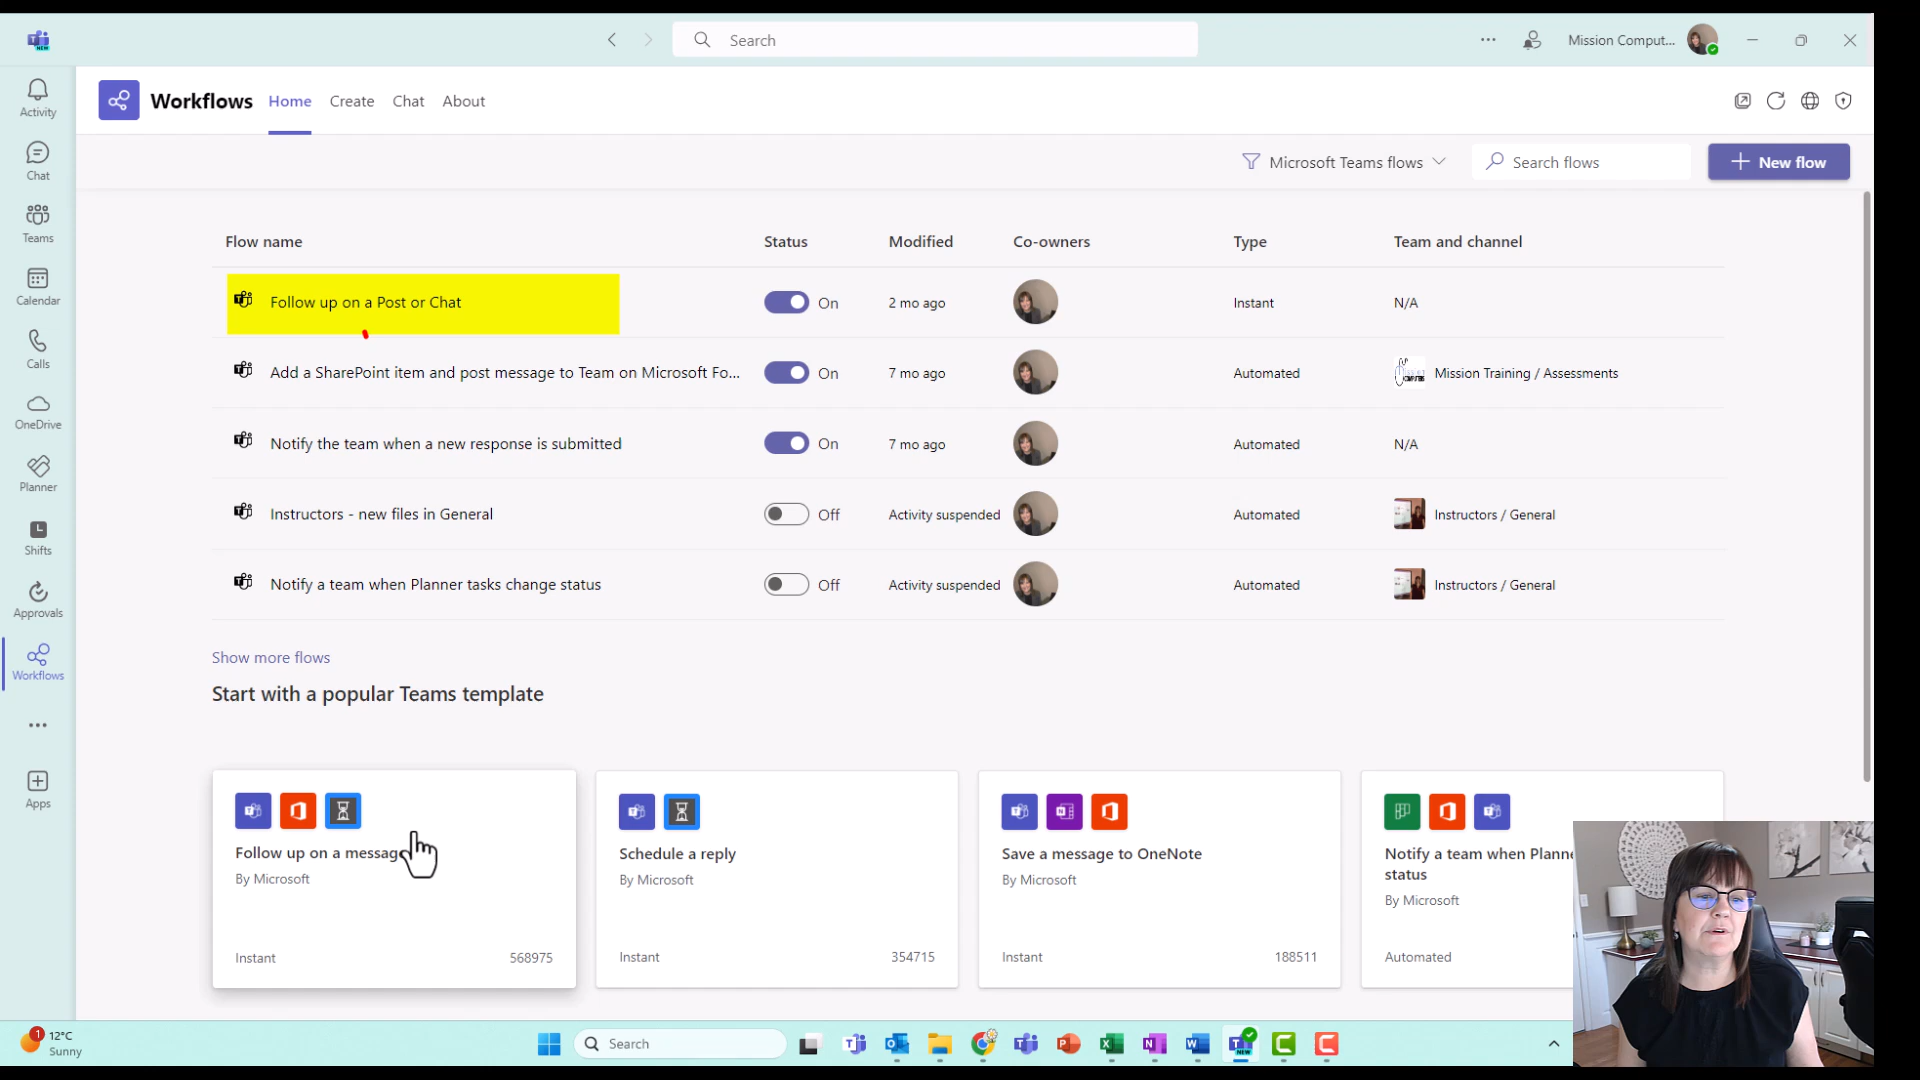 Search
Mission Comput...
Activity
Chat
Teams
Calendar
Calls
OneDrive
Planner
Shifts
Approvals
Workflows
Apps
Workflows Home Create Chat About
Microsoft Teams flows
Search flows
New flow
Flow name Status Modified Co-owners Type Team and channel
Follow up on a Post or Chat On 2 mo ago Instant N/A
Add a SharePoint item and post message to Team on Microsoft Fo... On 7 mo ago Automated Mission Training / Assessments
Notify the team when a new response is submitted On 7 mo ago Automated N/A
Instructors - new files in General Off Activity suspended Automated Instructors / General
Notify a team when Planner tasks change status Off Activity suspended Automated Instructors / General
Show more flows
Start with a popular Teams template
Follow up on a messag
By Microsoft
Instant 568975
Schedule a reply
By Microsoft
Instant 354715
Save a message to OneNote
By Microsoft
Instant 188511
Notify a team when Planne
status
By Microsoft
Automated
1
12°C
Sunny
Search